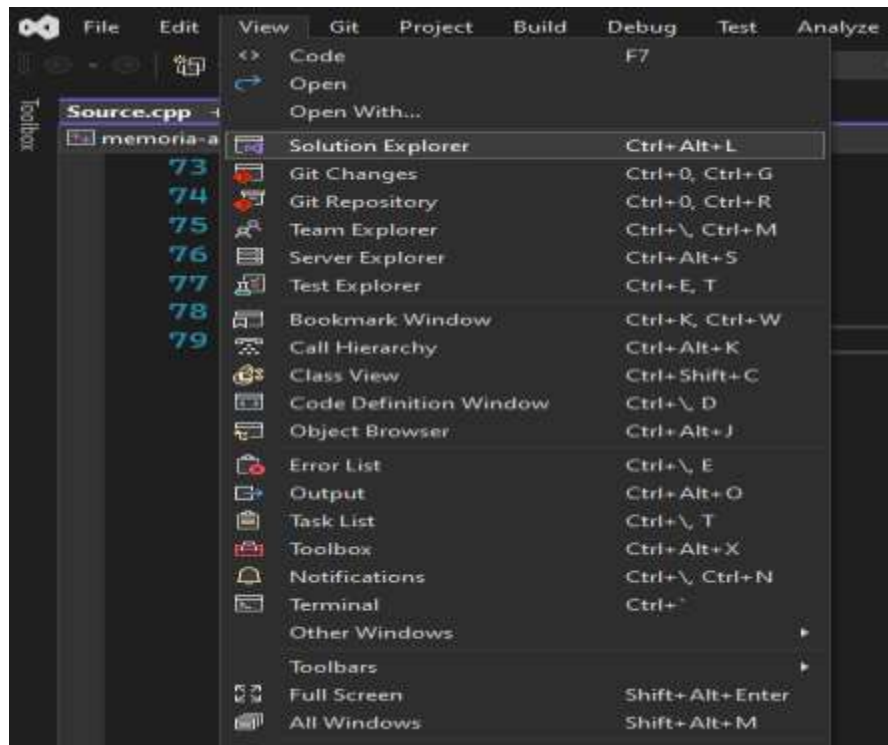 File Edit View Git Project Build Debug Test Analyze
Code F7
Open
Open With...
Toolbox
Source.cpp
memoria-a
Solution Explorer Ctrl+Alt+L
73
Git Changes Ctrl+0, Ctrl+G
74
Git Repository Ctrl+0, Ctrl+R
75
Team Explorer Ctrl+\, Ctrl+M
76
Server Explorer Ctrl+Alt+S
77
Test Explorer Ctrl+E, T
78
Bookmark Window Ctrl+K, Ctrl+W
79
Call Hierarchy Ctrl+Alt+K
Class View Ctrl+Shift+C
Code Definition Window Ctrl+\, D
Object Browser Ctrl+Alt+J
Error List Ctrl+\, E
Output Ctrl+Alt+O
Task List Ctrl+\, T
Toolbox Ctrl+Alt+X
Notifications Ctrl+\, Ctrl+N
Terminal Ctrl+`
Other Windows
Toolbars
Full Screen Shift+Alt+Enter
All Windows Shift+Alt+M